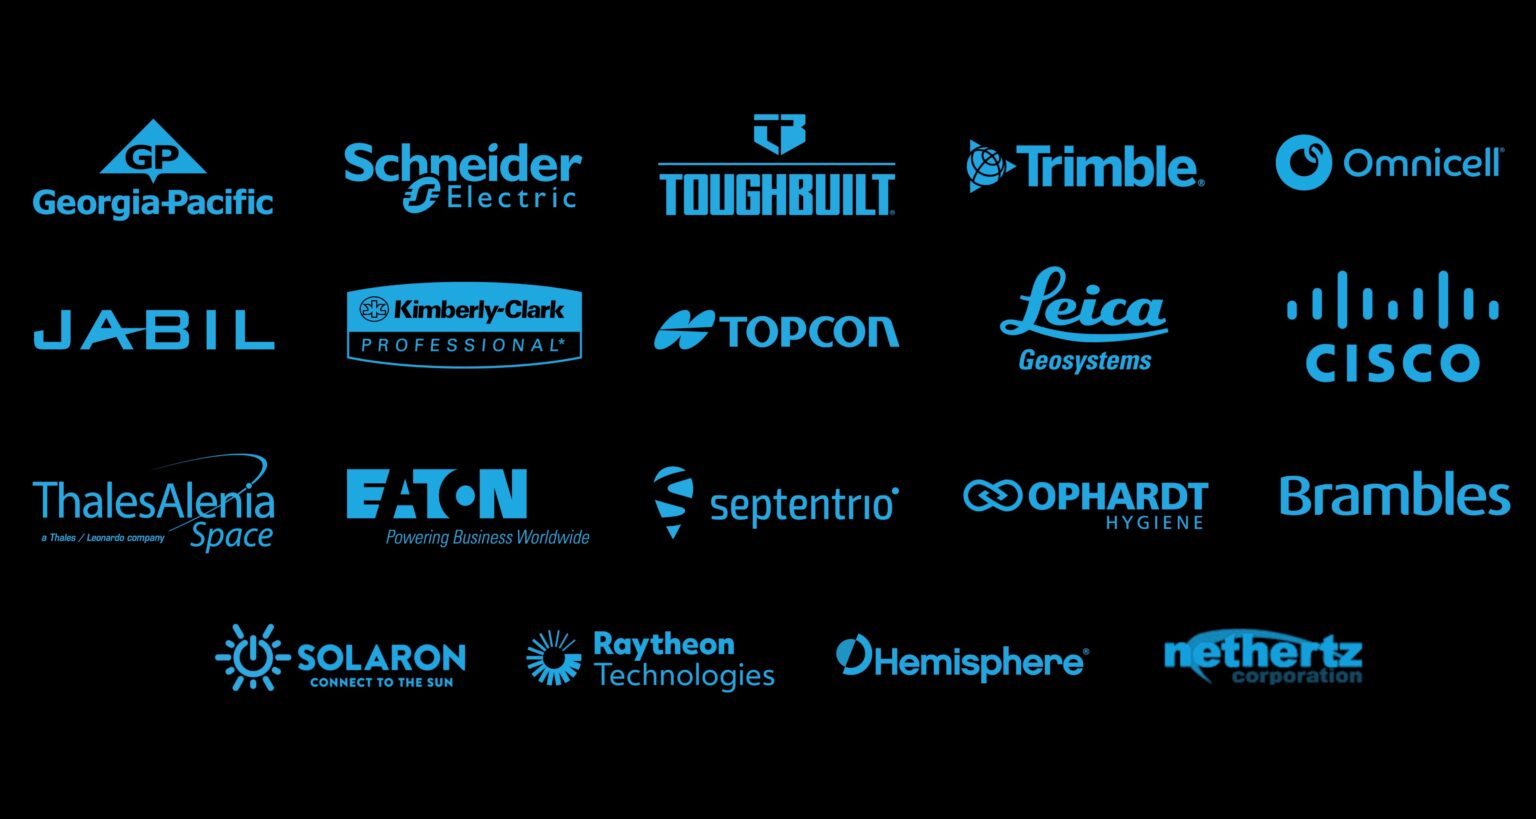 GP
Georgia-Pacific
Schneider
Electric
TB
TOUGHBUILT
Trimble®
Omnicell®
JABIL
Kimberly-Clark
PROFESSIONAL*
TOPCON
Leica
Geosystems
CISCO
ThalesAlenia
a Thales / Leonardo company
Space
EATON
Powering Business Worldwide
septentrio
OPHARDT
HYGIENE
Brambles
SOLARON
CONNECT TO THE SUN
Raytheon
Technologies
Hemisphere®
nethertz
corporation